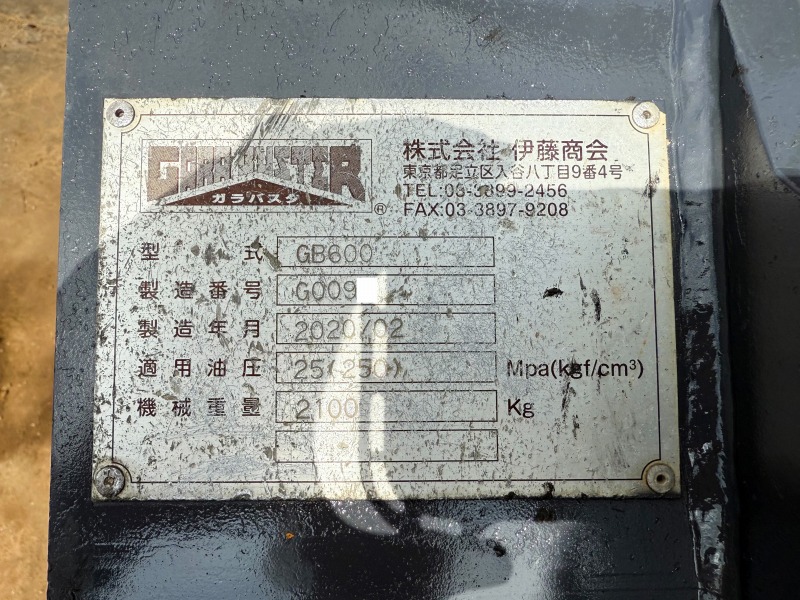 GARABUSTER
ガラバスタ
®
株式会社 伊藤商会
東京都足立区入谷八丁目9番4号
TEL:03-3899-2456
FAX:03-3897-9208
型式 GB600
製造番号 G009
製造年月 2020/02
適用油圧 25(250) Mpa(kgf/cm³)
機械重量 2100 Kg